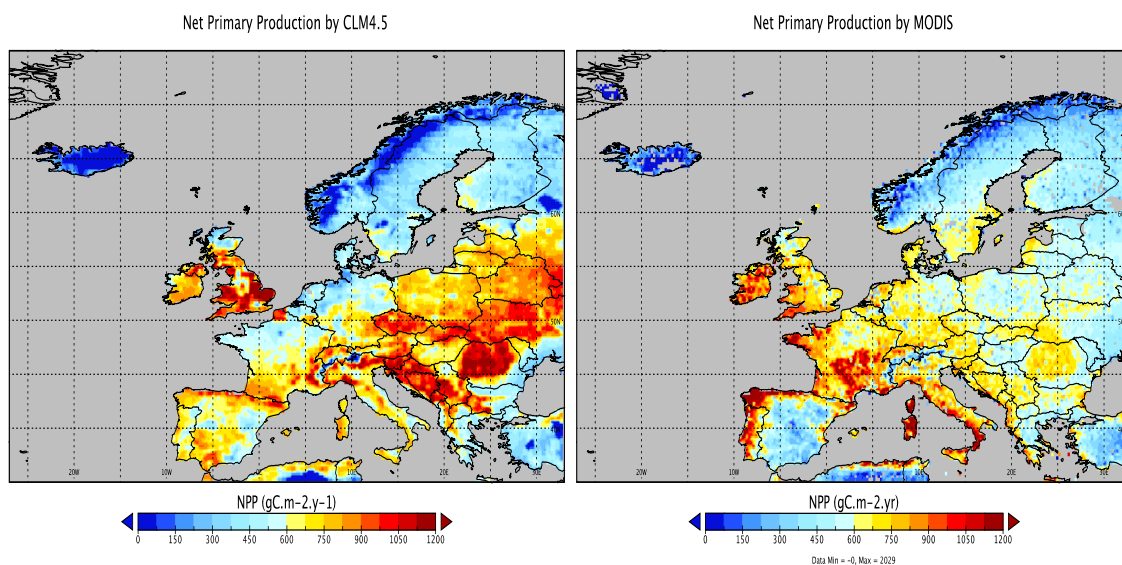 Net Primary Production by CLM4.5
Net Primary Production by MODIS
60N
50N
20W
10W
10E
20E
30E
10W
20E
NPP (gC.m-2.y-1)
0 150 300 450 600 750 900 1050 1200
NPP (gC.m-2.yr)
0 150 300 450 600 750 900 1050 1200
Data Min = -0, Max = 2029